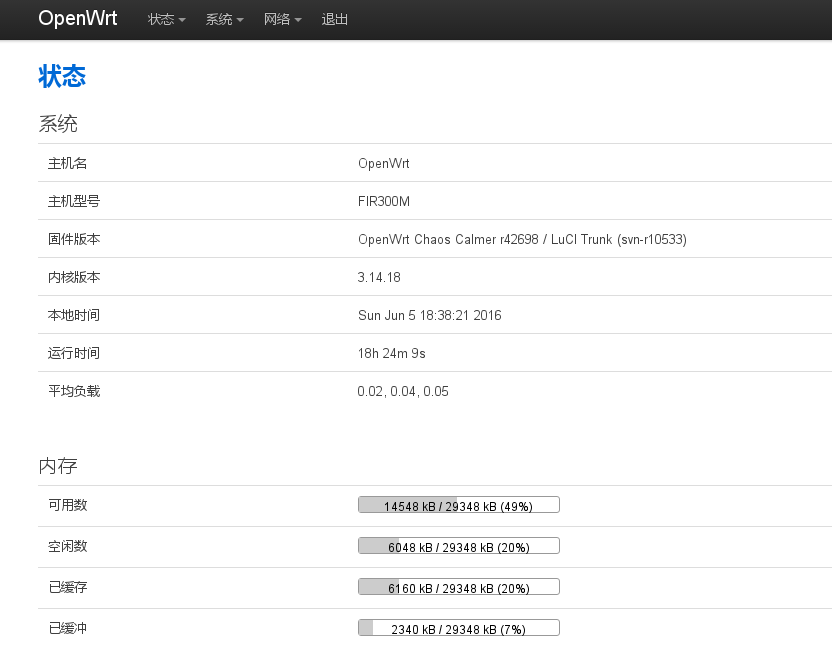 OpenWrt 状态 系统 网络 退出
状态
系统
主机名 OpenWrt
主机型号 FIR300M
固件版本 OpenWrt Chaos Calmer r42698 / LuCI Trunk (svn-r10533)
内核版本 3.14.18
本地时间 Sun Jun 5 18:38:21 2016
运行时间 18h 24m 9s
平均负载 0.02, 0.04, 0.05
内存
可用数 14548 kB / 29348 kB (49%)
空闲数 6048 kB / 29348 kB (20%)
已缓存 6160 kB / 29348 kB (20%)
已缓冲 2340 kB / 29348 kB (7%)